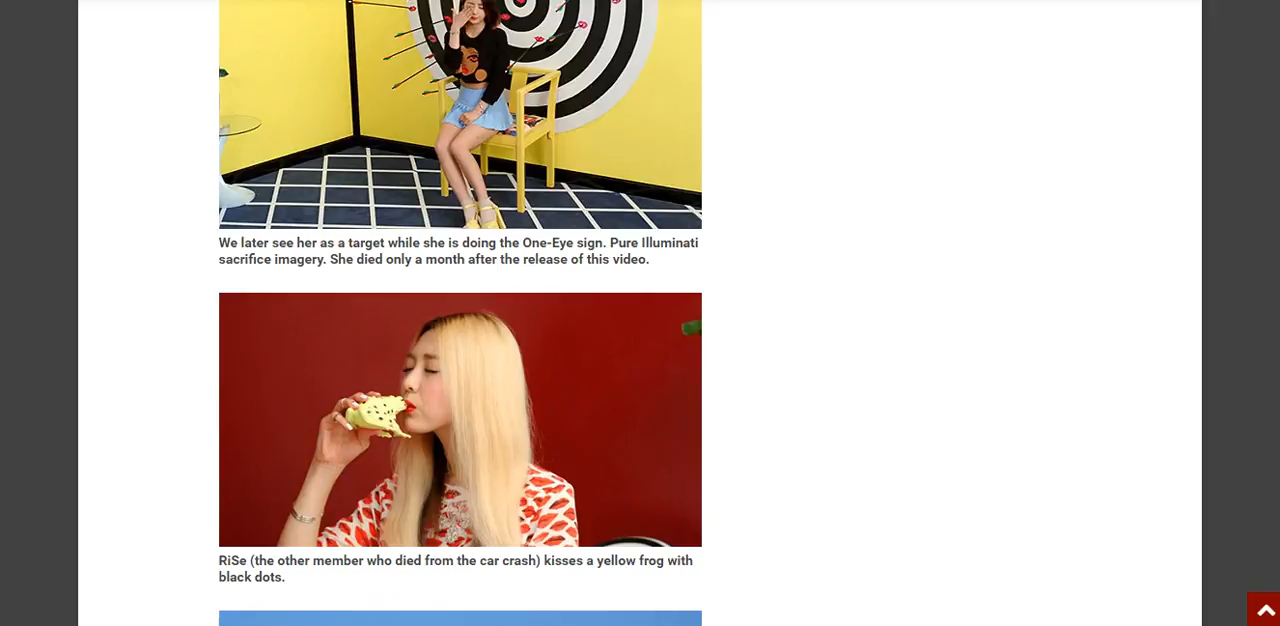 We later see her as a target while she is doing the One-Eye sign. Pure Illuminati
sacrifice imagery. She died only a month after the release of this video.
RiSe (the other member who died from the car crash) kisses a yellow frog with
black dots.